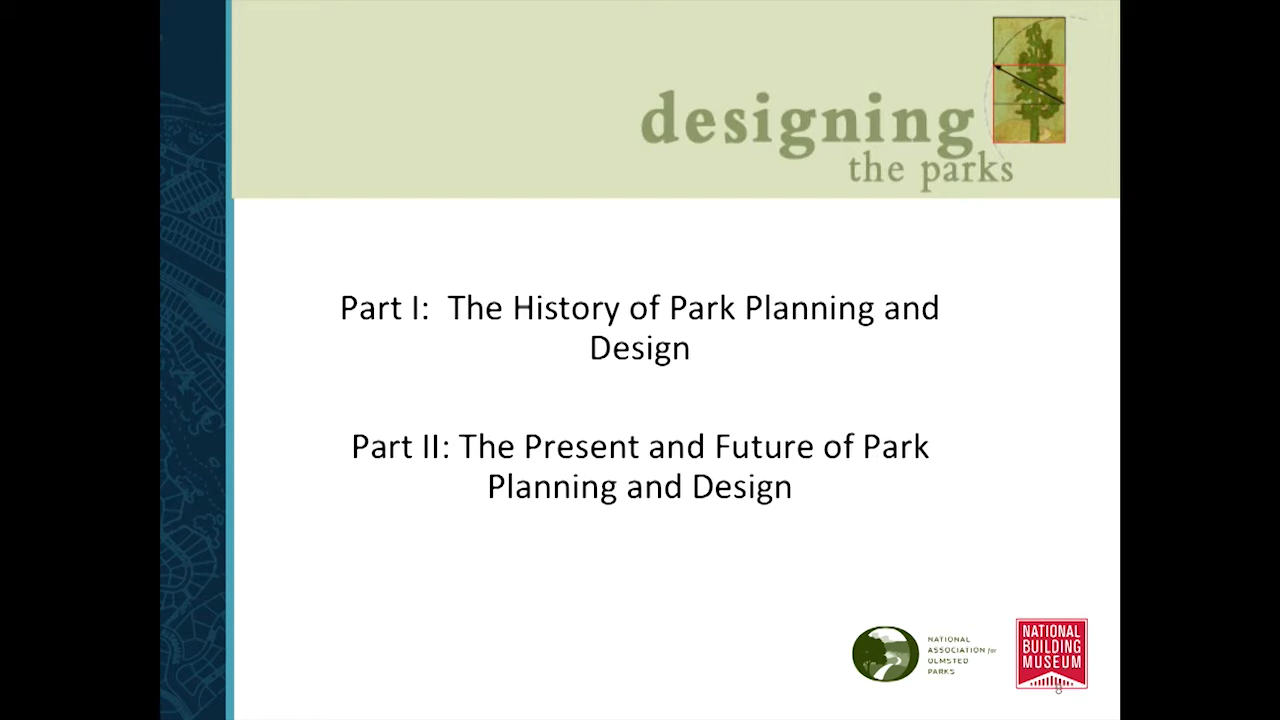 designing
the parks
Part I: The History of Park Planning and
Design
Part II: The Present and Future of Park
Planning and Design
NATIONAL
ASSOCIATION for
OLMSTED
PARKS
NATIONAL
BUILDING
MUSEUM
8